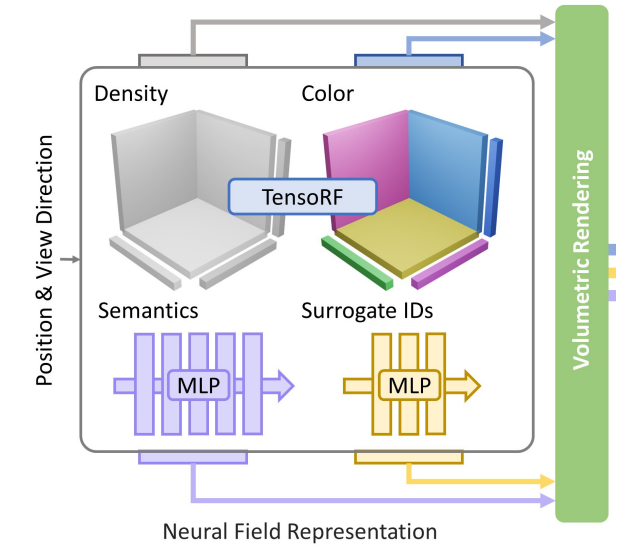 Density
Color
TensoRF
Position & View Direction
Semantics
Surrogate IDs
MLP
MLP
Volumetric Rendering
Neural Field Representation